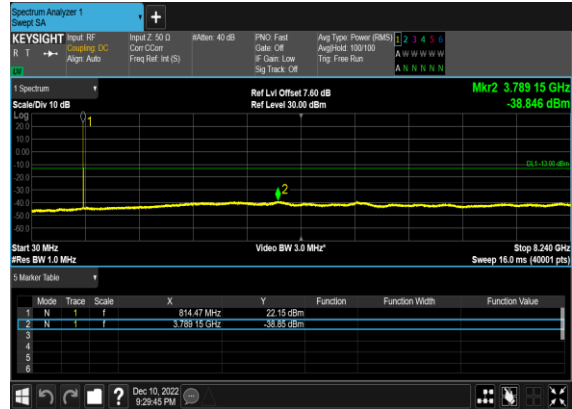 Spectrum Analyzer 1
Swept SA
+
KEYSIGHT Input: RF Input Z: 50 Ω #Atten: 40 dB PNO: Fast Avg Type: Power (RMS) 1 2 3 4 5 6
R T Coupling: DC Corr CCorr Gate: Off Avg|Hold: 100/100 A W W W W W
Align: Auto Freq Ref: Int (S) IF Gain: Low Trig: Free Run
Sig Track: Off A N N N N N
1 Spectrum Ref Lvl Offset 7.60 dB Mkr2 3.789 15 GHz
Scale/Div 10 dB Ref Level 30.00 dBm -38.846 dBm
Log
20.0
10.0
0.00
-10.0
-20.0
-30.0
-40.0
-50.0
-60.0
1
DL1 -13.00 dBm
2
Start 30 MHz Video BW 3.0 MHz* Stop 8.240 GHz
#Res BW 1.0 MHz Sweep 16.0 ms (40001 pts)
5 Marker Table
Mode Trace Scale X Y Function Function Width Function Value
1 N 1 f 814.47 MHz 22.15 dBm
2 N 1 f 3.789 15 GHz -38.85 dBm
3
4
5
6
? Dec 10, 2022
9:29:45 PM